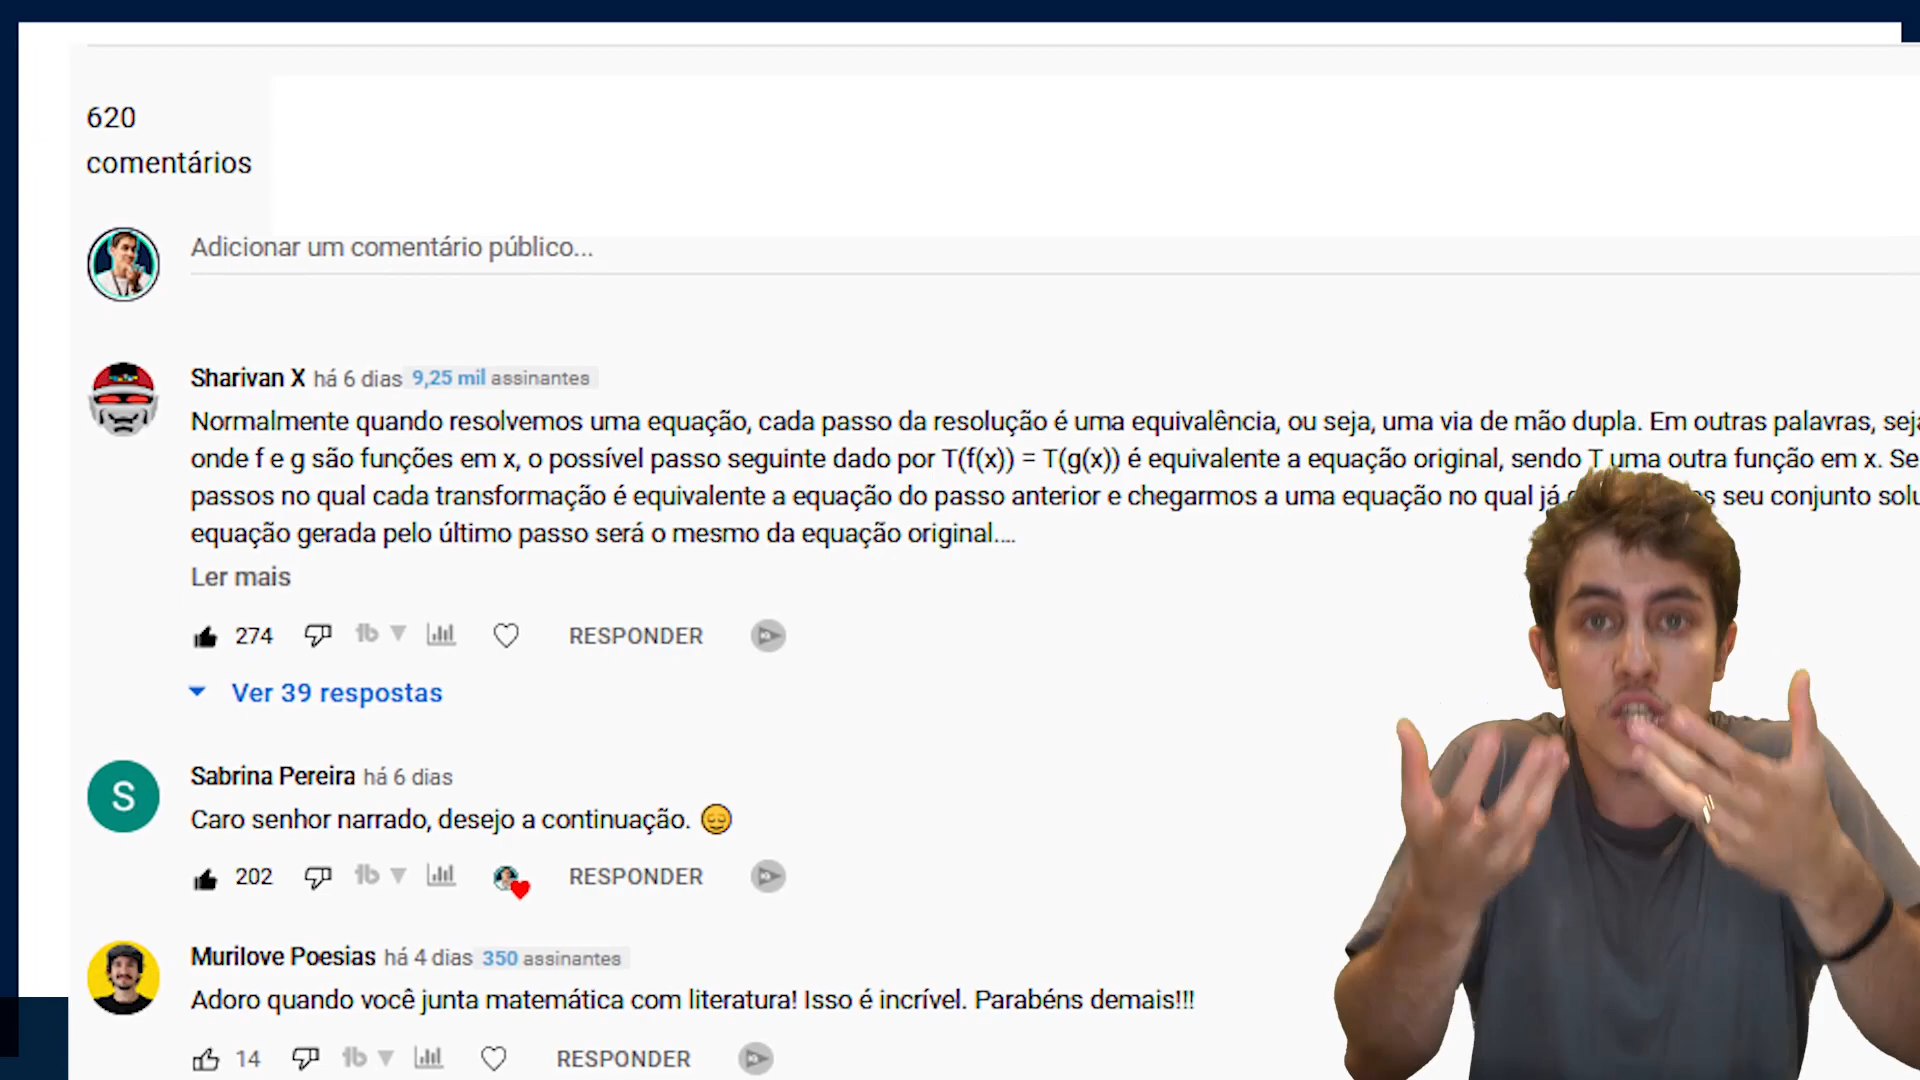 620
comentários
Adicionar um comentário público...
Sharivan X há 6 dias 9,25 mil assinantes
Normalmente quando resolvemos uma equação, cada passo da resolução é uma equivalência, ou seja, uma via de mão dupla. Em outras palavras, sej
onde f e g são funções em x, o possível passo seguinte dado por T(f(x)) = T(g(x)) é equivalente a equação original, sendo T uma outra função em x. Se
passos no qual cada transformação é equivalente a equação do passo anterior e chegarmos a uma equação no qual já seu conjunto solu
equação gerada pelo último passo será o mesmo da equação original....
Ler mais
274 RESPONDER
Ver 39 respostas
S
Sabrina Pereira há 6 dias
Caro senhor narrado, desejo a continuação. 😌
202 RESPONDER
Murilove Poesias há 4 dias 350 assinantes
Adoro quando você junta matemática com literatura! Isso é incrível. Parabéns demais!!!
14 RESPONDER